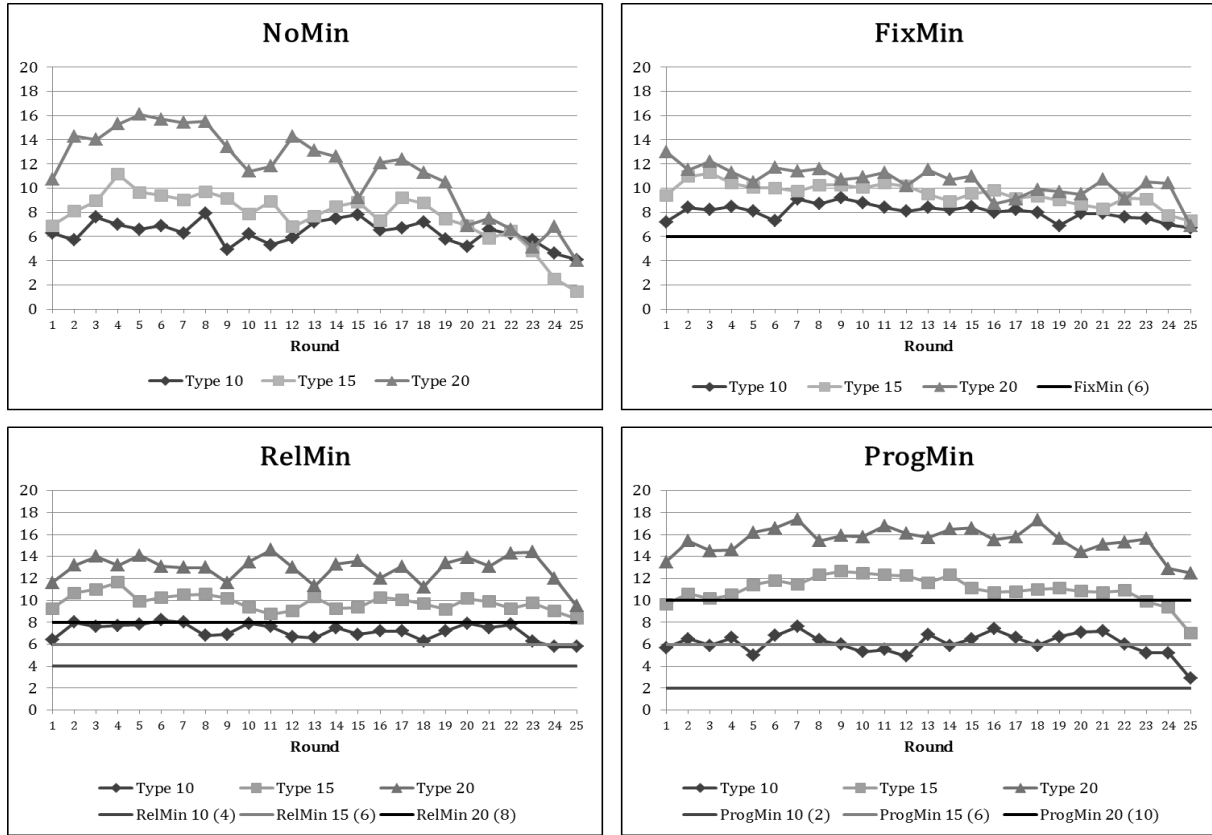 NoMin
20
18
16
14
12
10
8
6
4
2
0
1 2 3 4 5 6 7 8 9 10 11 12 13 14 15 16 17 18 19 20 21 22 23 24 25
Round
Type 10 Type 15 Type 20
FixMin
20
18
16
14
12
10
8
6
4
2
0
1 2 3 4 5 6 7 8 9 10 11 12 13 14 15 16 17 18 19 20 21 22 23 24 25
Round
Type 10 Type 15 Type 20 FixMin (6)
RelMin
20
18
16
14
12
10
8
6
4
2
0
1 2 3 4 5 6 7 8 9 10 11 12 13 14 15 16 17 18 19 20 21 22 23 24 25
Round
Type 10 Type 15 Type 20
RelMin 10 (4) RelMin 15 (6) RelMin 20 (8)
ProgMin
20
18
16
14
12
10
8
6
4
2
0
1 2 3 4 5 6 7 8 9 10 11 12 13 14 15 16 17 18 19 20 21 22 23 24 25
Round
Type 10 Type 15 Type 20
ProgMin 10 (2) ProgMin 15 (6) ProgMin 20 (10)